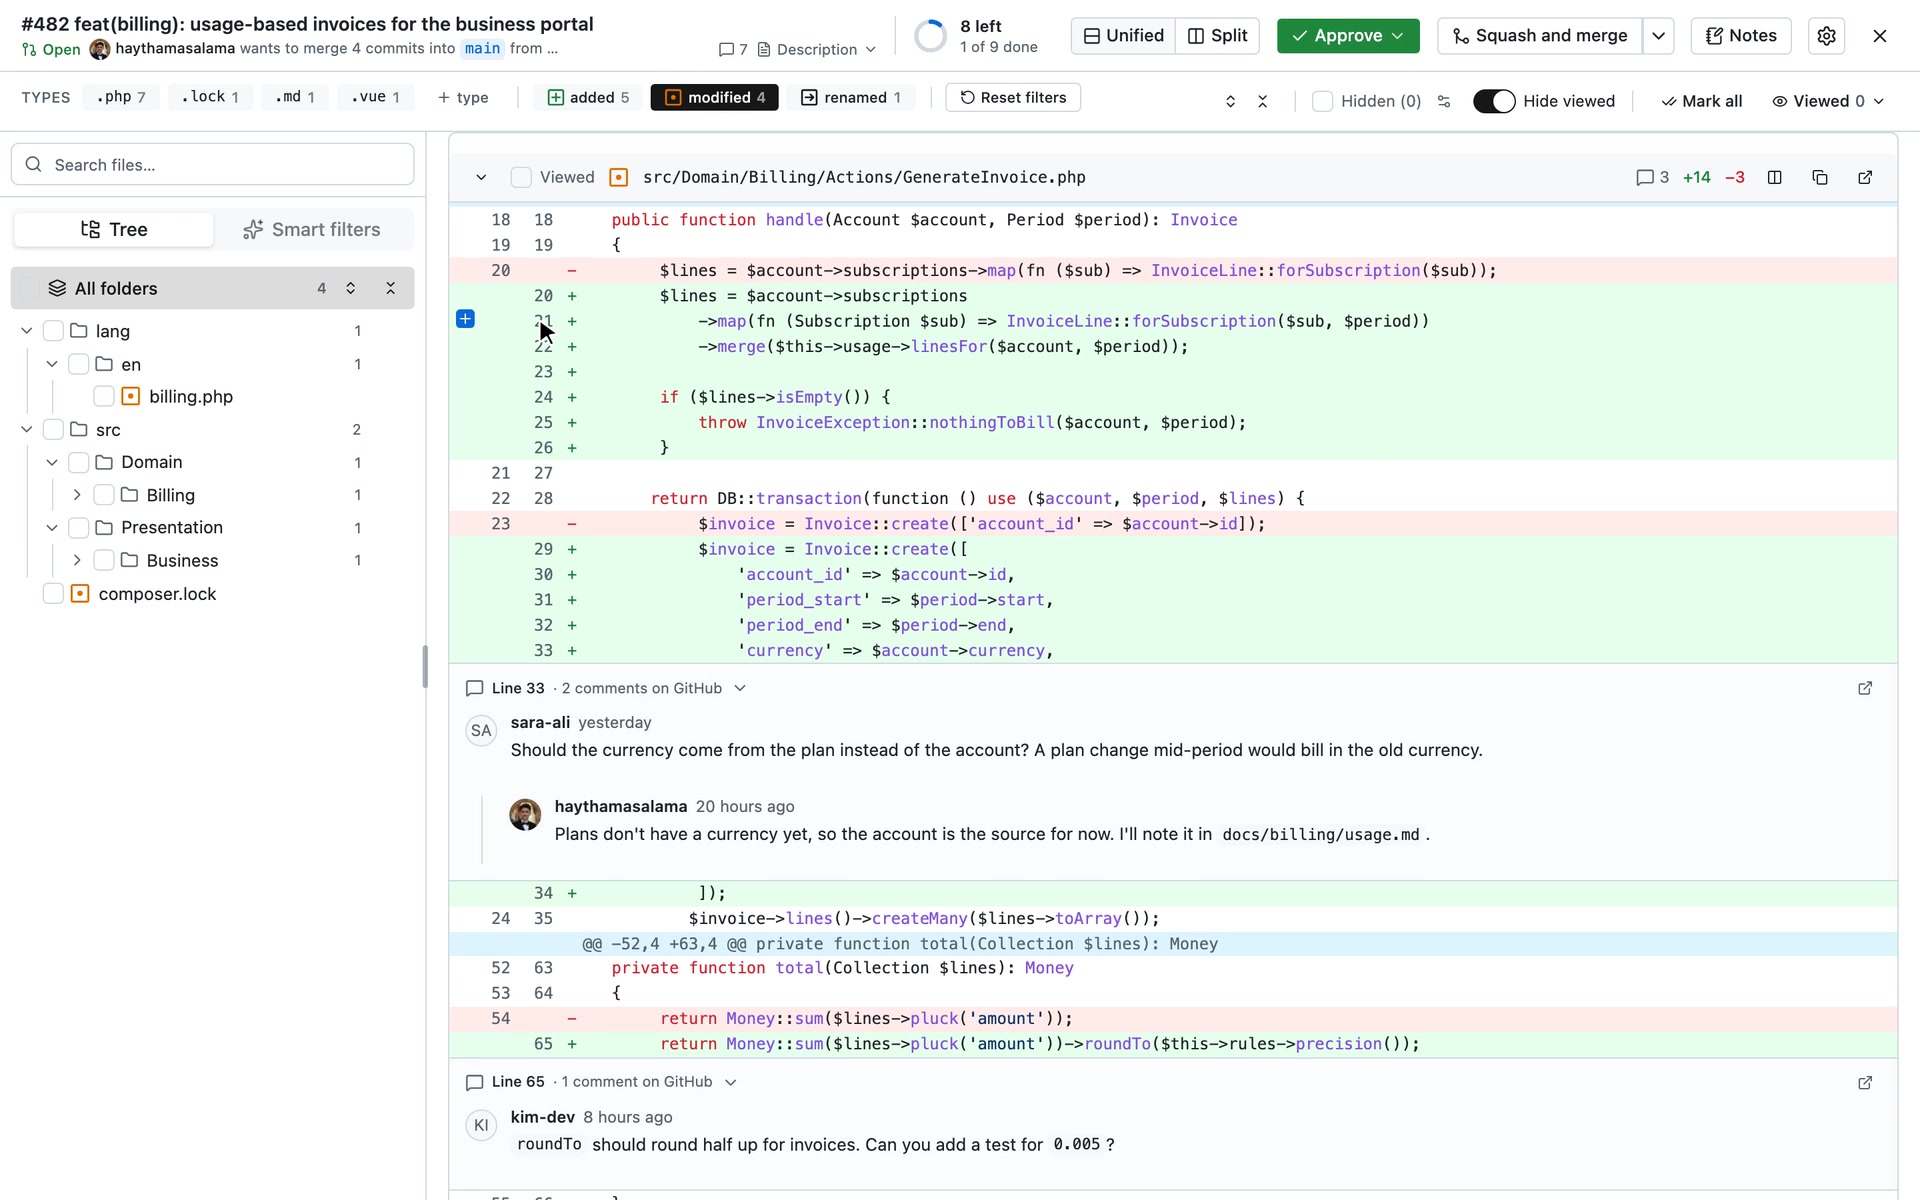 #482 feat(billing): usage-based invoices for the business portal
Open haythamasalama wants to merge 4 commits into main from ...
7 Description
8 left
1 of 9 done
Unified Split
Approve
Squash and merge
Notes
TYPES .php 7 .lock 1 .md 1 .vue 1 + type added 5 modified 4 renamed 1 Reset filters
Hidden (0) Hide viewed Mark all Viewed 0
Search files...
Tree Smart filters
All folders 4
lang 1
en 1
billing.php
src 2
Domain 1
Billing 1
Presentation 1
Business 1
composer.lock
Viewed src/Domain/Billing/Actions/GenerateInvoice.php 3 +14 −3
18 18 public function handle(Account $account, Period $period): Invoice
19 19 {
20 − $lines = $account->subscriptions->map(fn ($sub) => InvoiceLine::forSubscription($sub));
20 + $lines = $account->subscriptions
21 + ->map(fn (Subscription $sub) => InvoiceLine::forSubscription($sub, $period))
22 + ->merge($this->usage->linesFor($account, $period));
23 +
24 + if ($lines->isEmpty()) {
25 + throw InvoiceException::nothingToBill($account, $period);
26 + }
21 27
22 28 return DB::transaction(function () use ($account, $period, $lines) {
23 − $invoice = Invoice::create(['account_id' => $account->id]);
29 + $invoice = Invoice::create([
30 + 'account_id' => $account->id,
31 + 'period_start' => $period->start,
32 + 'period_end' => $period->end,
33 + 'currency' => $account->currency,
Line 33 · 2 comments on GitHub
SA sara-ali yesterday
Should the currency come from the plan instead of the account? A plan change mid-period would bill in the old currency.
haythamasalama 20 hours ago
Plans don't have a currency yet, so the account is the source for now. I'll note it in docs/billing/usage.md .
34 + ]);
24 35 $invoice->lines()->createMany($lines->toArray());
@@ −52,4 +63,4 @@ private function total(Collection $lines): Money
52 63 private function total(Collection $lines): Money
53 64 {
54 − return Money::sum($lines->pluck('amount'));
65 + return Money::sum($lines->pluck('amount'))->roundTo($this->rules->precision());
Line 65 · 1 comment on GitHub
KI kim-dev 8 hours ago
roundTo should round half up for invoices. Can you add a test for 0.005 ?